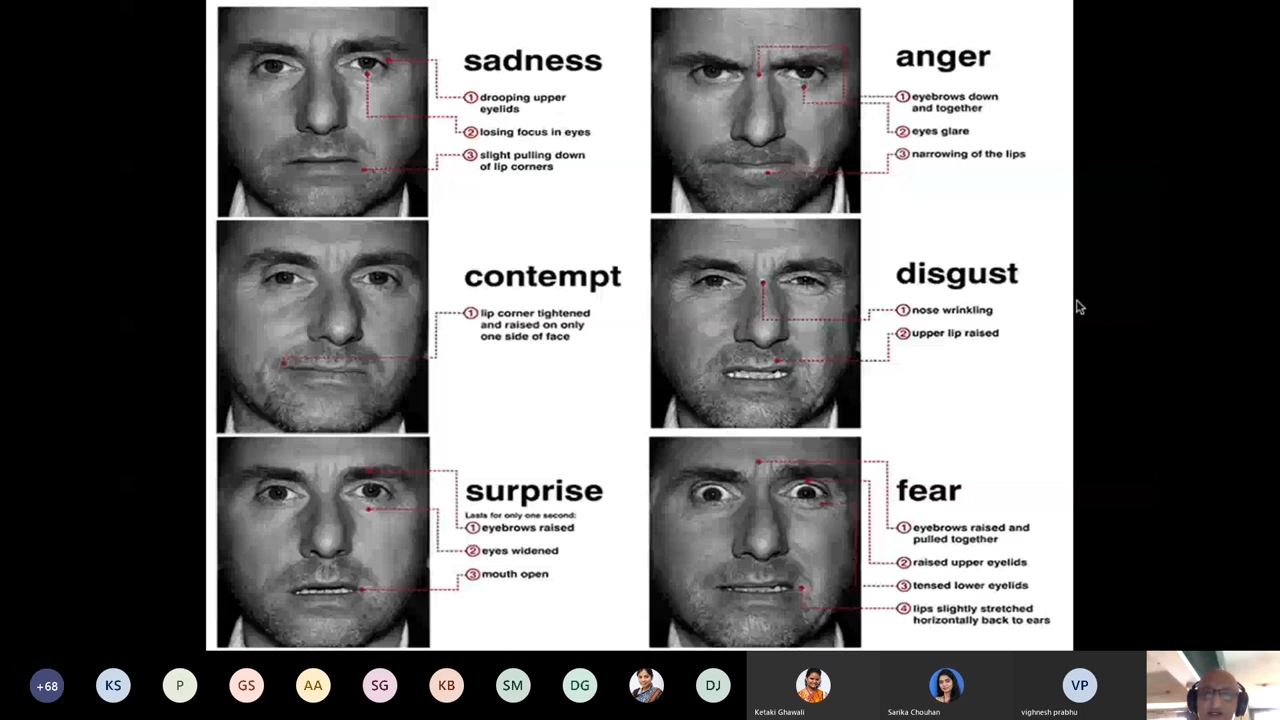 sadness
① drooping upper
eyelids
② losing focus in eyes
③ slight pulling down
of lip corners
anger
① eyebrows down
and together
② eyes glare
③ narrowing of the lips
contempt
① lip corner tightened
and raised on only
one side of face
disgust
① nose wrinkling
② upper lip raised
surprise
Lasts for only one second:
① eyebrows raised
② eyes widened
③ mouth open
fear
① eyebrows raised and
pulled together
② raised upper eyelids
③ tensed lower eyelids
④ lips slightly stretched
horizontally back to ears
+68 KS P GS AA SG KB SM DG DJ VP
Ketaki Ghawali Sarika Chouhan vighnesh prabhu